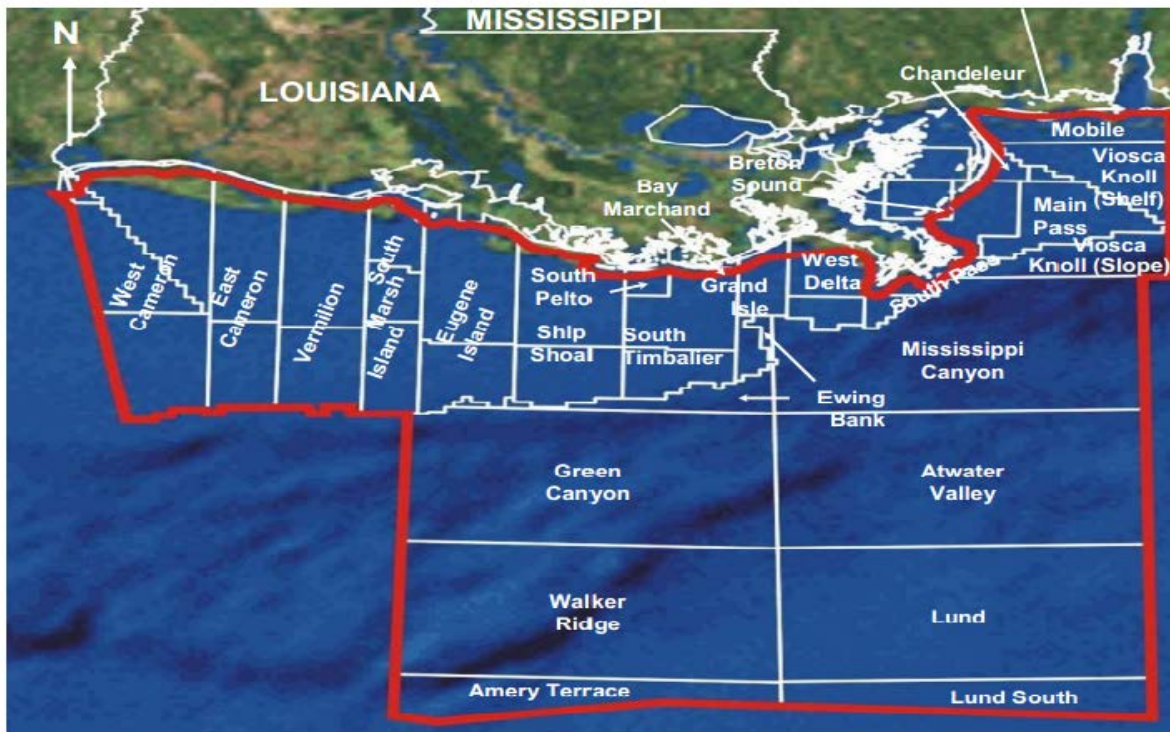 MISSISSIPPI
N
LOUISIANA
Chandeleur
Mobile
Viosca
Knoll
(Shelf)
Breton
Sound
Bay
Marchand
Main
Pass
Viosca
Knoll (Slope)
West
Cameron
East
Cameron
Vermilion
South
Marsh
Island
Eugene
Island
South
Pelto
Ship
Shoal
South
Timbalier
Grand
Isle
West
Delta
South Pass
Mississippi
Canyon
Ewing
Bank
Green
Canyon
Atwater
Valley
Walker
Ridge
Lund
Amery Terrace
Lund South